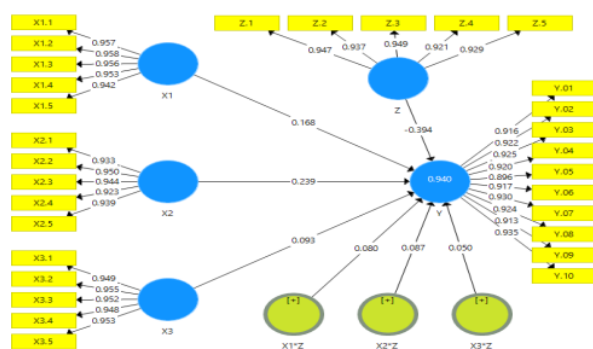 X1.1
X1.2
X1.3
X1.4
X1.5
0.957
0.958
0.956
0.953
0.942
X1
X2.1
X2.2
X2.3
X2.4
X2.5
0.933
0.950
0.944
0.923
0.939
X2
X3.1
X3.2
X3.3
X3.4
X3.5
0.949
0.955
0.952
0.948
0.953
X3
Z.1
Z.2
Z.3
Z.4
Z.5
0.947
0.937
0.949
0.921
0.929
Z
0.168
-0.394
0.239
0.093
0.940
Y
0.080
0.087
0.050
[+]
X1*Z
[+]
X2*Z
[+]
X3*Z
0.916
0.922
0.925
0.920
0.896
0.917
0.930
0.924
0.913
0.935
Y.01
Y.02
Y.03
Y.04
Y.05
Y.06
Y.07
Y.08
Y.09
Y.10